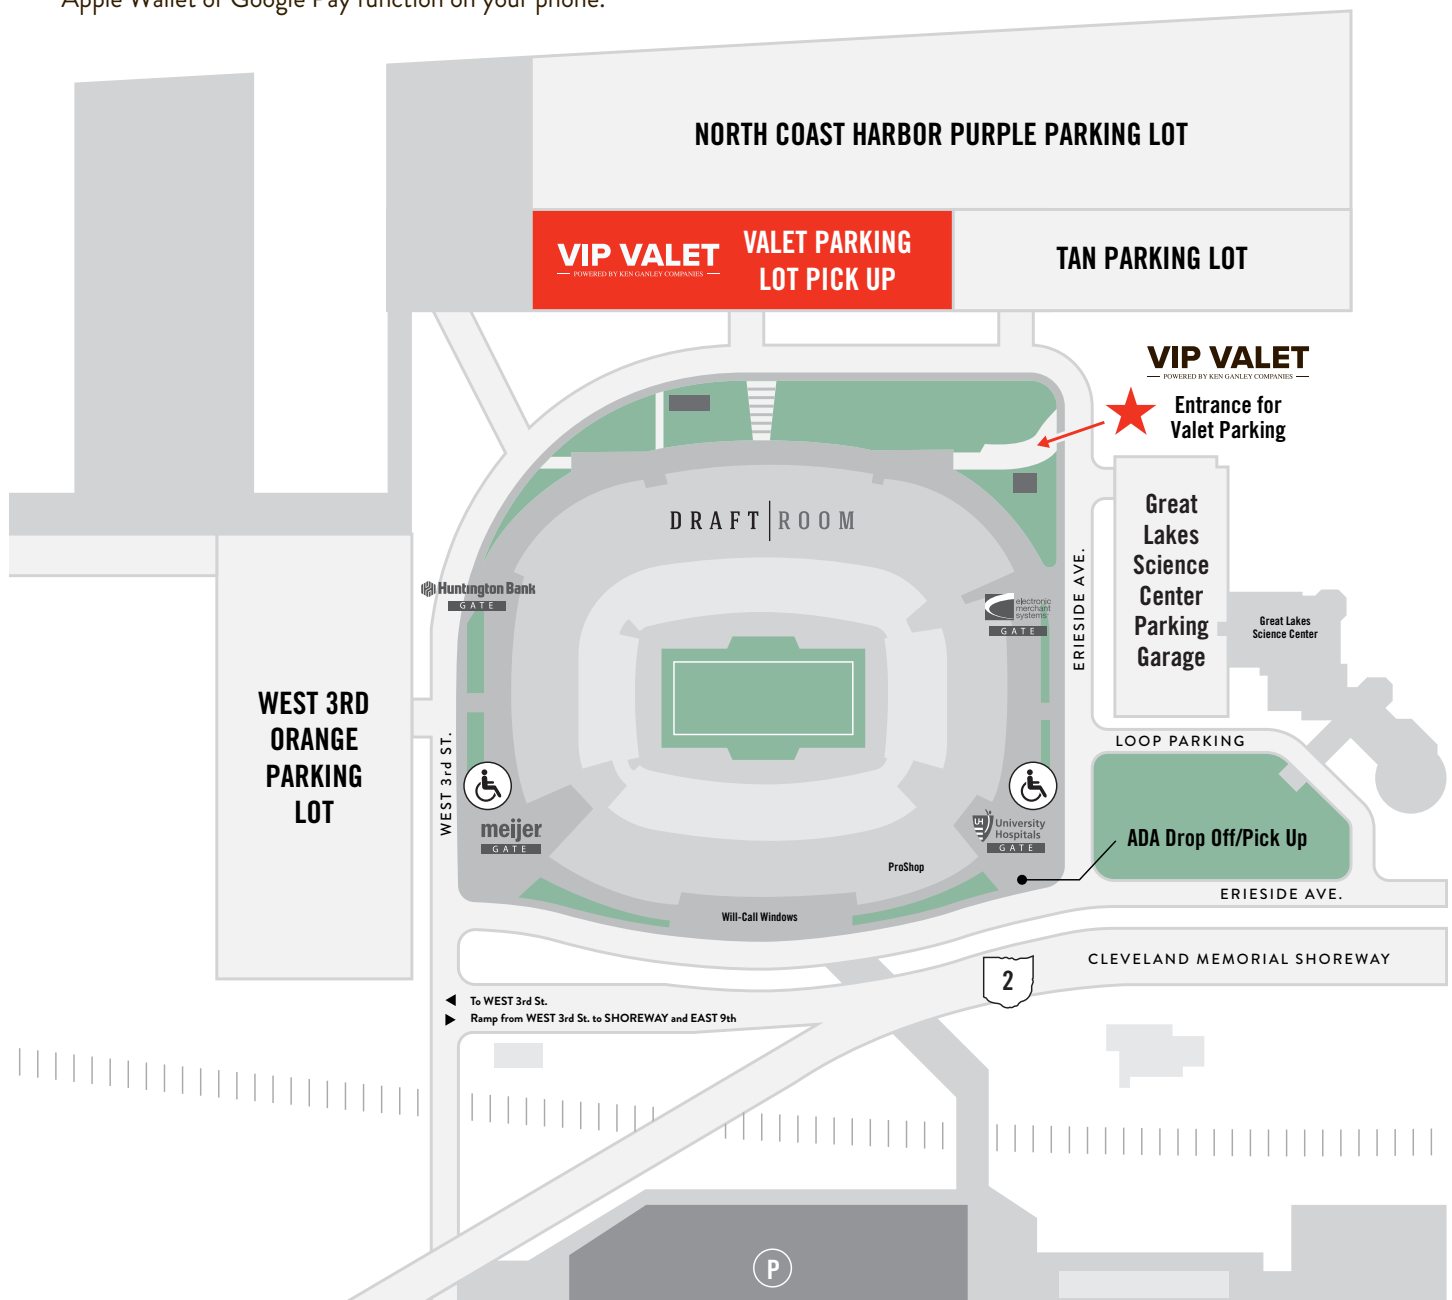 Apple Wallet or Google Pay function on your phone.
NORTH COAST HARBOR PURPLE PARKING LOT
VIP VALET
POWERED BY KEN GANLEY COMPANIES
VALET PARKING
LOT PICK UP
TAN PARKING LOT
VIP VALET
POWERED BY KEN GANLEY COMPANIES
Entrance for
Valet Parking
DRAFT ROOM
Great
Lakes
Science
Center
Parking
Garage
Great Lakes
Science Center
ERIESIDE AVE.
Huntington Bank
GATE
electronic
merchant
systems
GATE
WEST 3RD
ORANGE
PARKING
LOT
WEST 3rd ST.
LOOP PARKING
meijer
GATE
UH
University
Hospitals
GATE
ADA Drop Off/Pick Up
ProShop
ERIESIDE AVE.
Will-Call Windows
CLEVELAND MEMORIAL SHOREWAY
2
To WEST 3rd St.
Ramp from WEST 3rd St. to SHOREWAY and EAST 9th
P